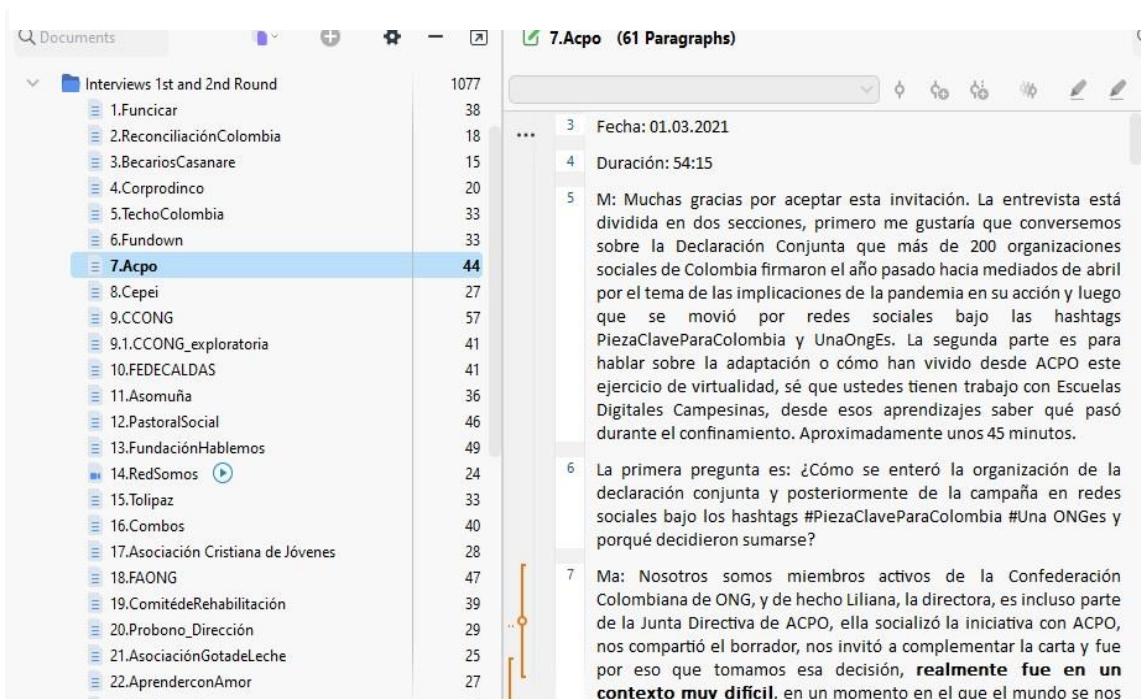 Documents
Interviews 1st and 2nd Round 1077
1.Funcicar 38
2.ReconciliaciónColombia 18
3.BecariosCasanare 15
4.Corprodinco 20
5.TechoColombia 33
6.Fundown 33
7.Acpo 44
8.Cepei 27
9.CCONG 57
9.1.CCONG_exploratoria 41
10.FEDECALDAS 41
11.Asomuña 36
12.PastoralSocial 46
13.FundaciónHablemos 49
14.RedSomos 24
15.Tolipaz 33
16.Combos 40
17.Asociación Cristiana de Jóvenes 28
18.FAONG 47
19.ComitédeRehabilitación 39
20.Probono_Dirección 29
21.AsociaciónGotadeLeche 25
22.AprenderconAmor 27
7.Acpo (61 Paragraphs)
3 Fecha: 01.03.2021
4 Duración: 54:15
5 M: Muchas gracias por aceptar esta invitación. La entrevista está
dividida en dos secciones, primero me gustaría que conversemos
sobre la Declaración Conjunta que más de 200 organizaciones
sociales de Colombia firmaron el año pasado hacia mediados de abril
por el tema de las implicaciones de la pandemia en su acción y luego
que se movió por redes sociales bajo las hashtags
PiezaClaveParaColombia y UnaOngEs. La segunda parte es para
hablar sobre la adaptación o cómo han vivido desde ACPO este
ejercicio de virtualidad, sé que ustedes tienen trabajo con Escuelas
Digitales Campesinas, desde esos aprendizajes saber qué pasó
durante el confinamiento. Aproximadamente unos 45 minutos.
6 La primera pregunta es: ¿Cómo se enteró la organización de la
declaración conjunta y posteriormente de la campaña en redes
sociales bajo los hashtags #PiezaClaveParaColombia #Una ONGes y
porqué decidieron sumarse?
7 Ma: Nosotros somos miembros activos de la Confederación
Colombiana de ONG, y de hecho Liliana, la directora, es incluso parte
de la Junta Directiva de ACPO, ella socializó la iniciativa con ACPO,
nos compartió el borrador, nos invitó a complementar la carta y fue
por eso que tomamos esa decisión, realmente fue en un
contexto muy difícil, en un momento en el que el mundo se nos